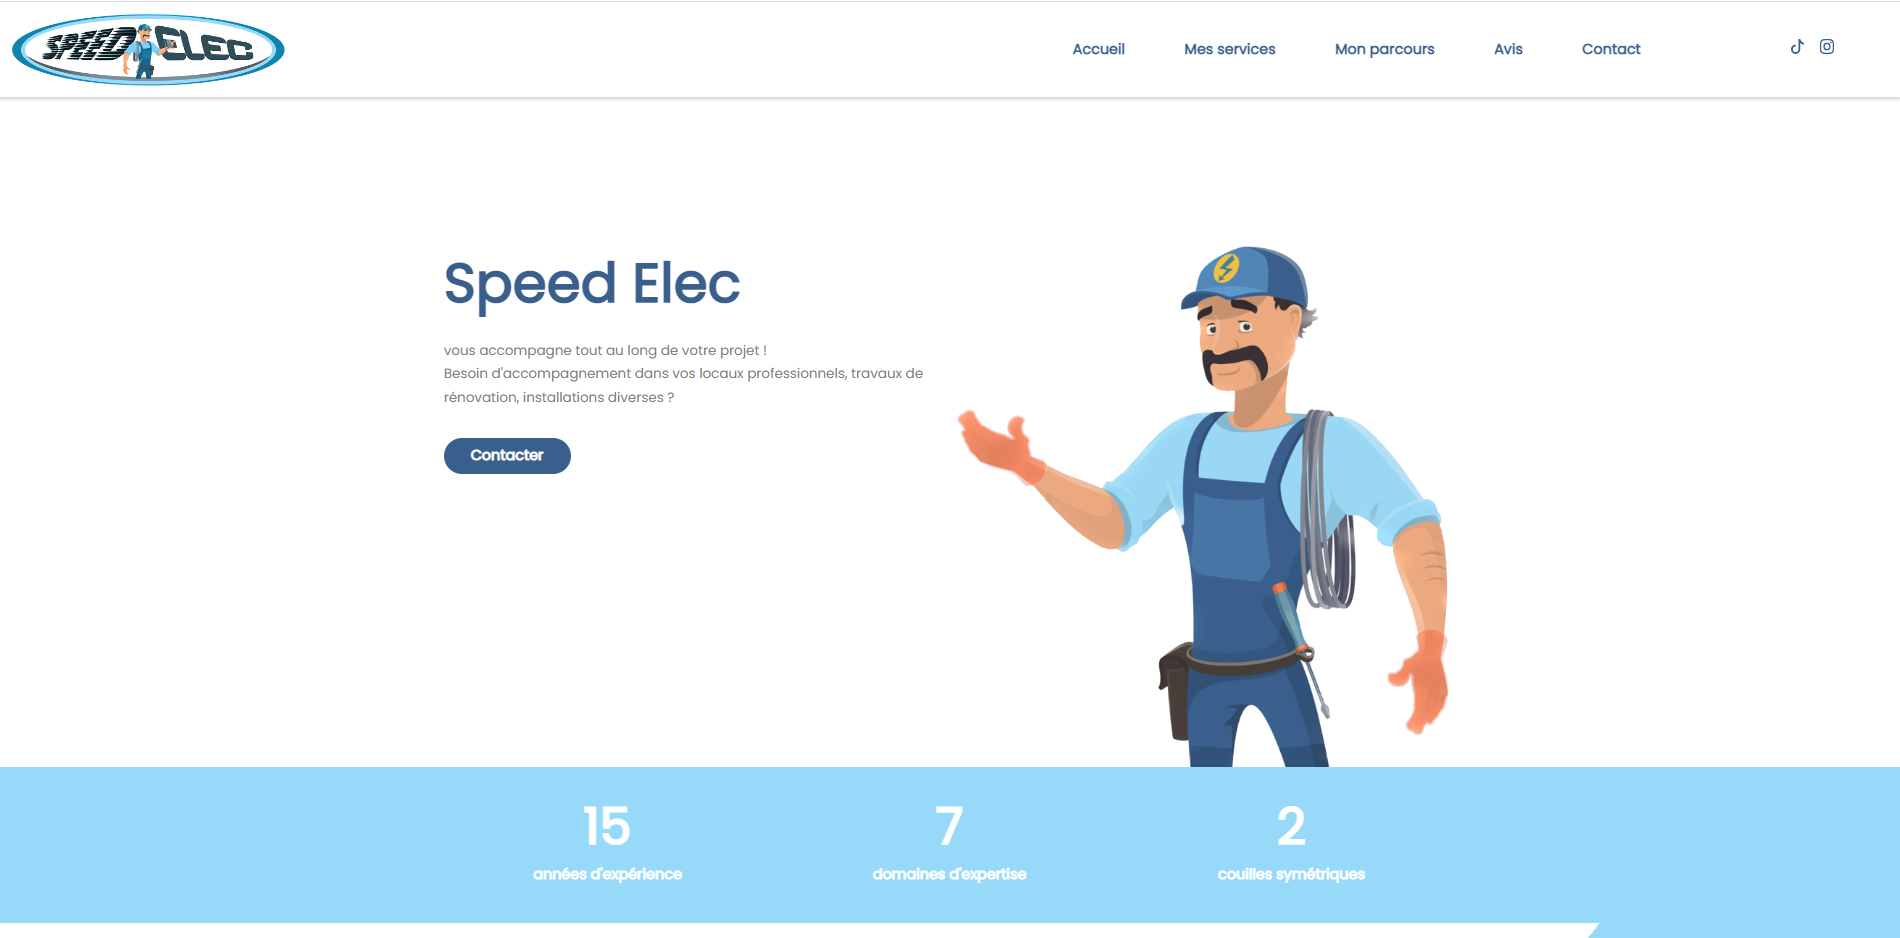 SPEED ELEC
Accueil
Mes services
Mon parcours
Avis
Contact
Speed Elec
vous accompagne tout au long de votre projet !
Besoin d'accompagnement dans vos locaux professionnels, travaux de
rénovation, installations diverses ?
Contacter
15
7
2
années d'expérience
domaines d'expertise
couilles symétriques